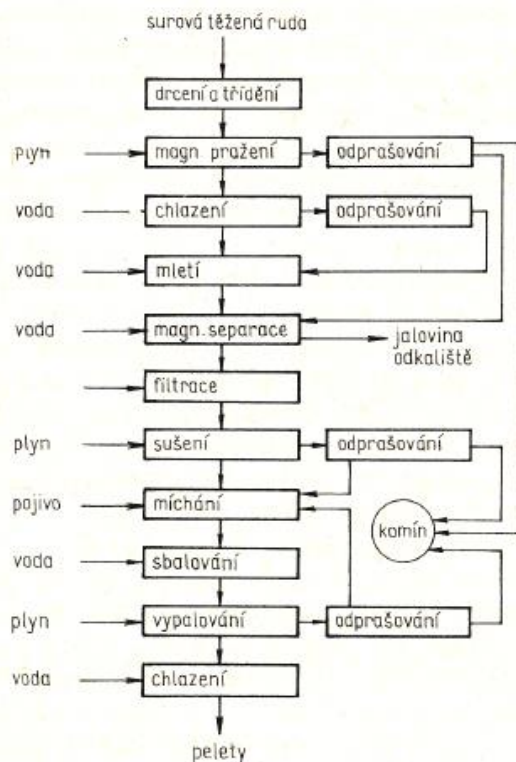 surová těžená ruda
drcení a třídění
plyn magn. pražení odprašování
voda chlazení odprašování
voda mletí
voda magn. separace
jalovina
odkaliště
filtrace
plyn sušení odprašování
pojivo míchání
komín
voda sbalování
plyn vypalování odprašování
voda chlazení
pelety